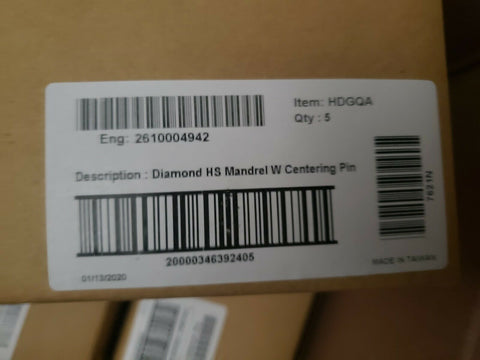 Item: HDGQA
Qty : 5
Eng: 2610004942
Description : Diamond HS Mandrel W Centering Pin
7621N
20000346392405
01/13/2020
MADE IN TAIWAN